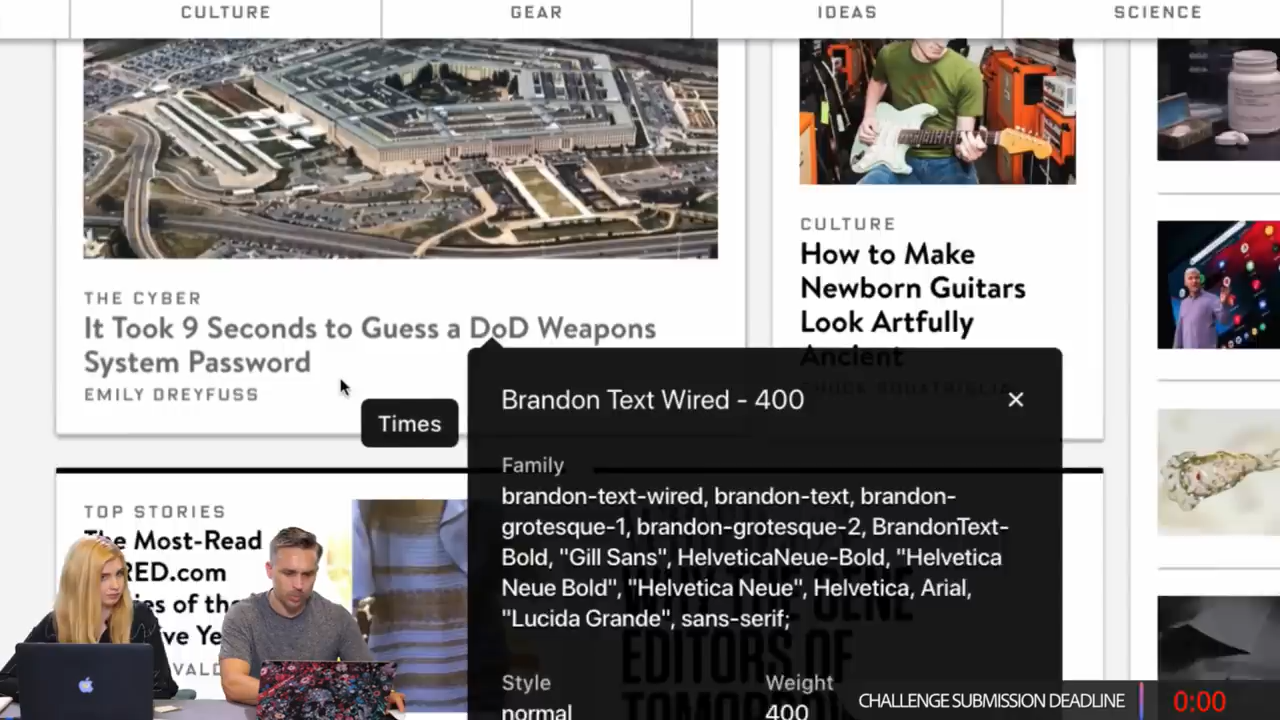 CULTURE
GEAR
IDEAS
SCIENCE
THE CYBER
It Took 9 Seconds to Guess a DoD Weapons
System Password
EMILY DREYFUSS
CULTURE
How to Make
Newborn Guitars
Look Artfully
Ancient
Times
Brandon Text Wired - 400
Family
brandon-text-wired, brandon-text, brandon-
grotesque-1, brandon-grotesque-2, BrandonText-
Bold, "Gill Sans", HelveticaNeue-Bold, "Helvetica
Neue Bold", "Helvetica Neue", Helvetica, Arial,
"Lucida Grande", sans-serif;
Style
normal
Weight
400
TOP STORIES
The Most-Read
RED.com
ies of the
ive Ye
VALD
EDITORS OF
TOMORROW
CHALLENGE SUBMISSION DEADLINE
0:00